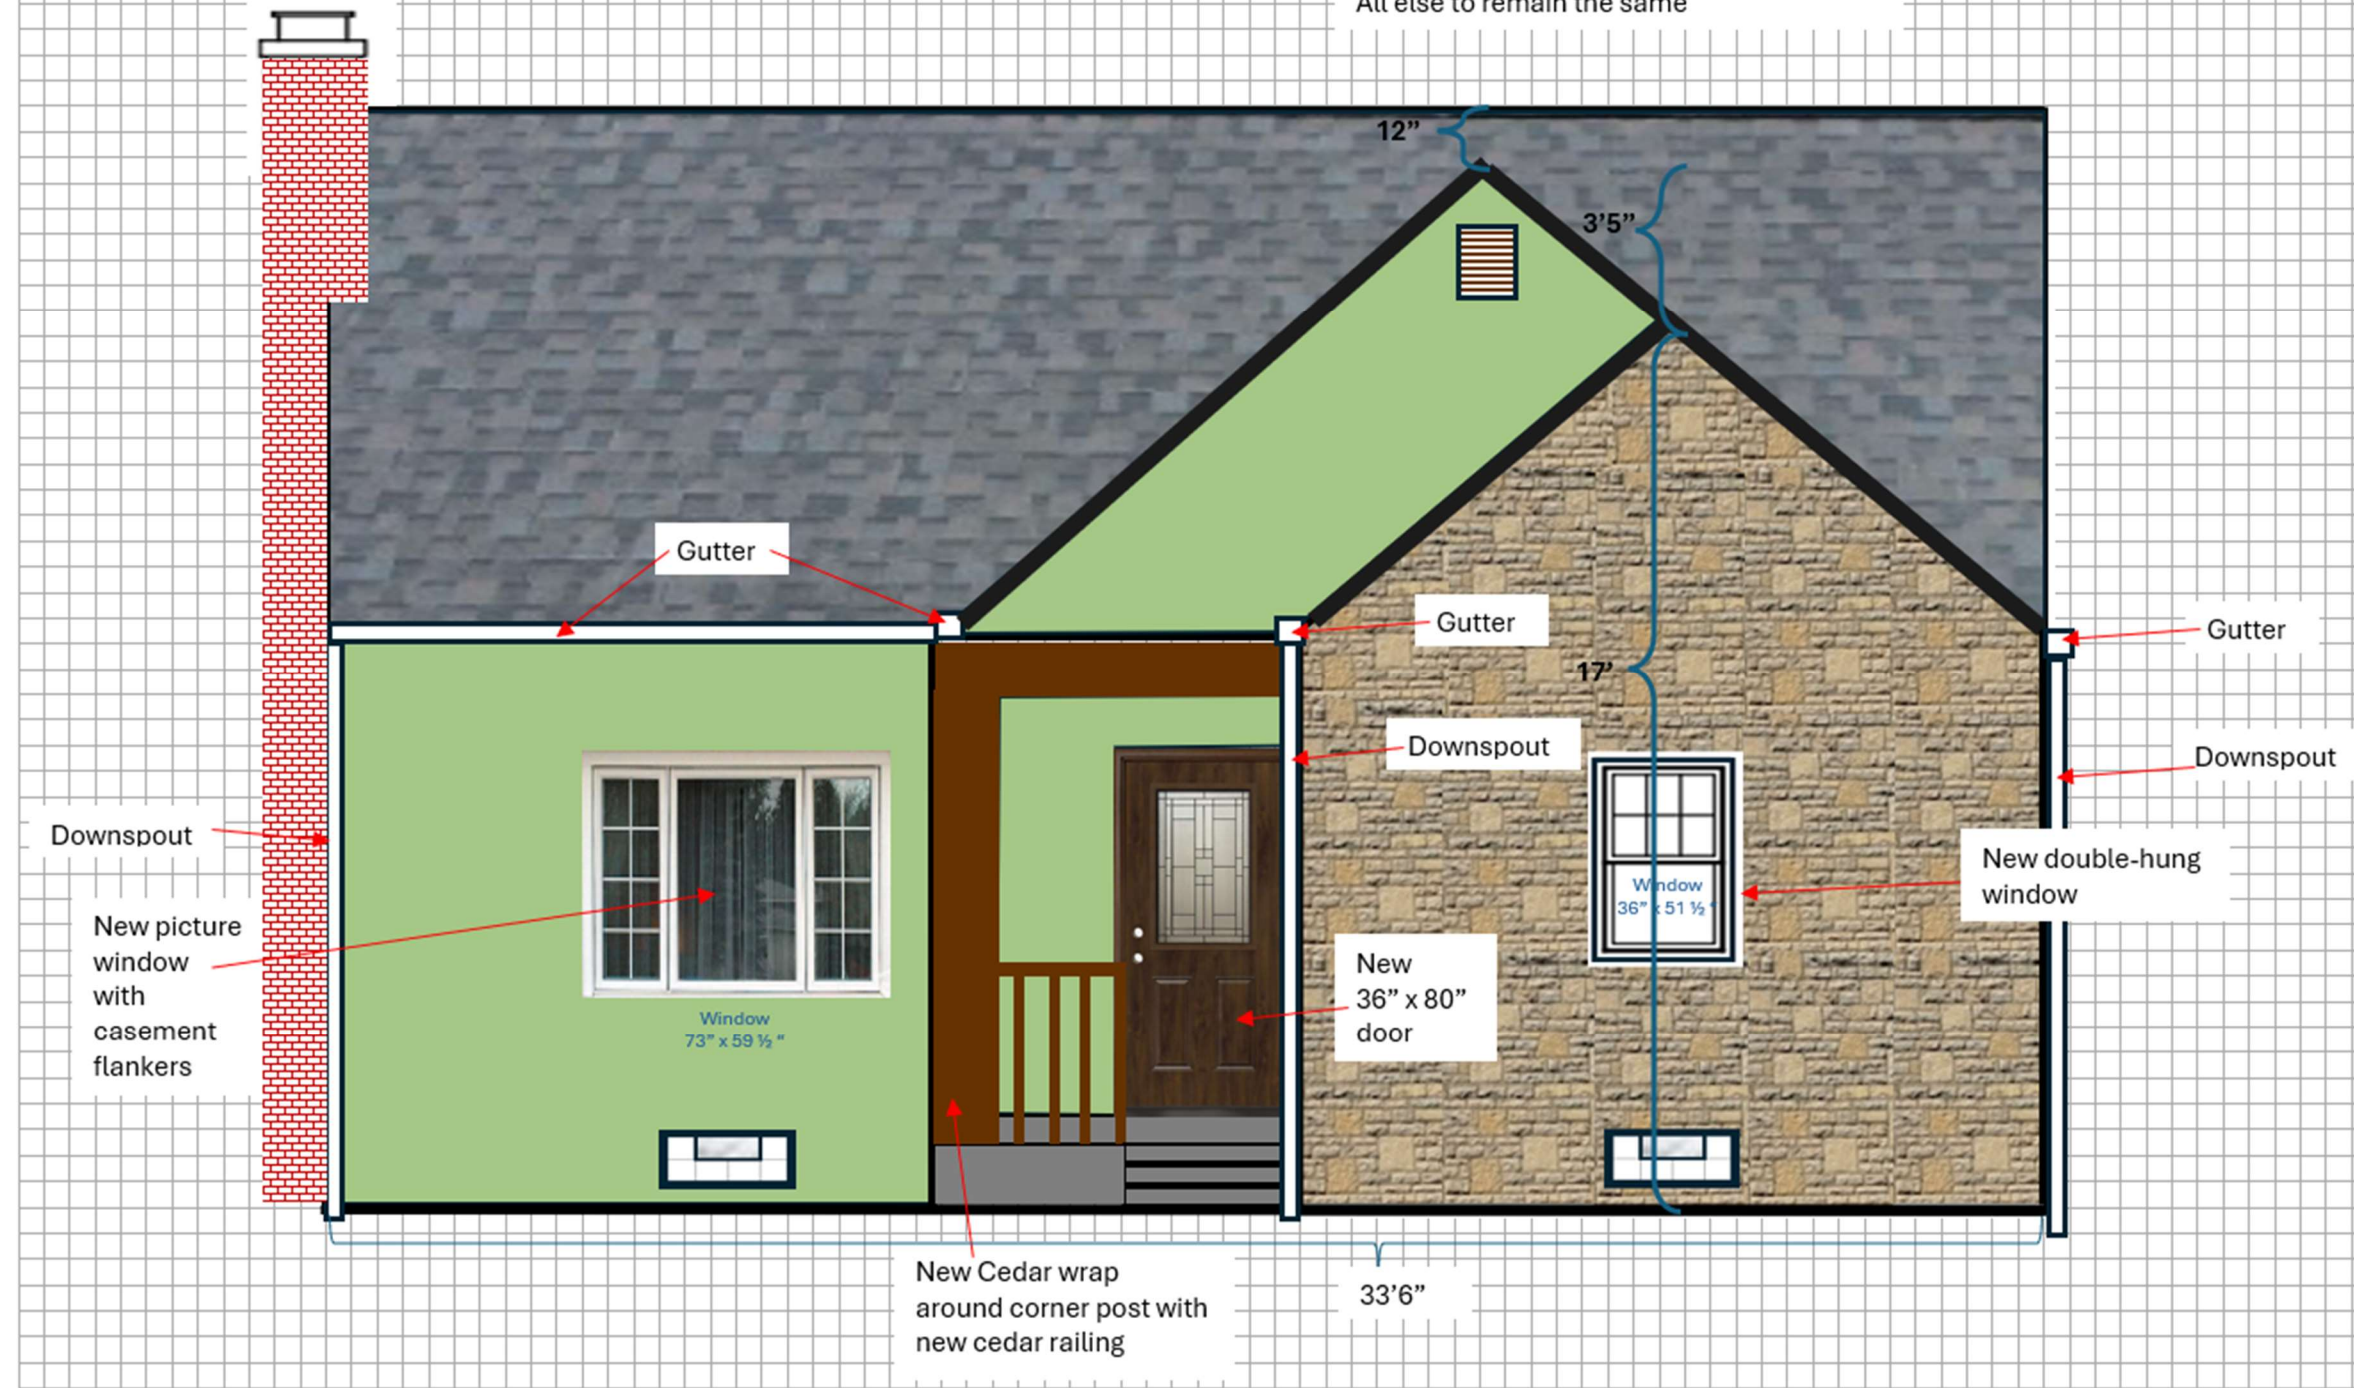 All else to remain the same
12”
3’5”
Gutter
Gutter
Gutter
17’
Downspout
Downspout
Downspout
New double-hung
window
Window
36” x 51 ½ “
New picture
window
with
casement
flankers
New
36” x 80”
door
Window
73” x 59 ½ “
New Cedar wrap
around corner post with
new cedar railing
33’6”